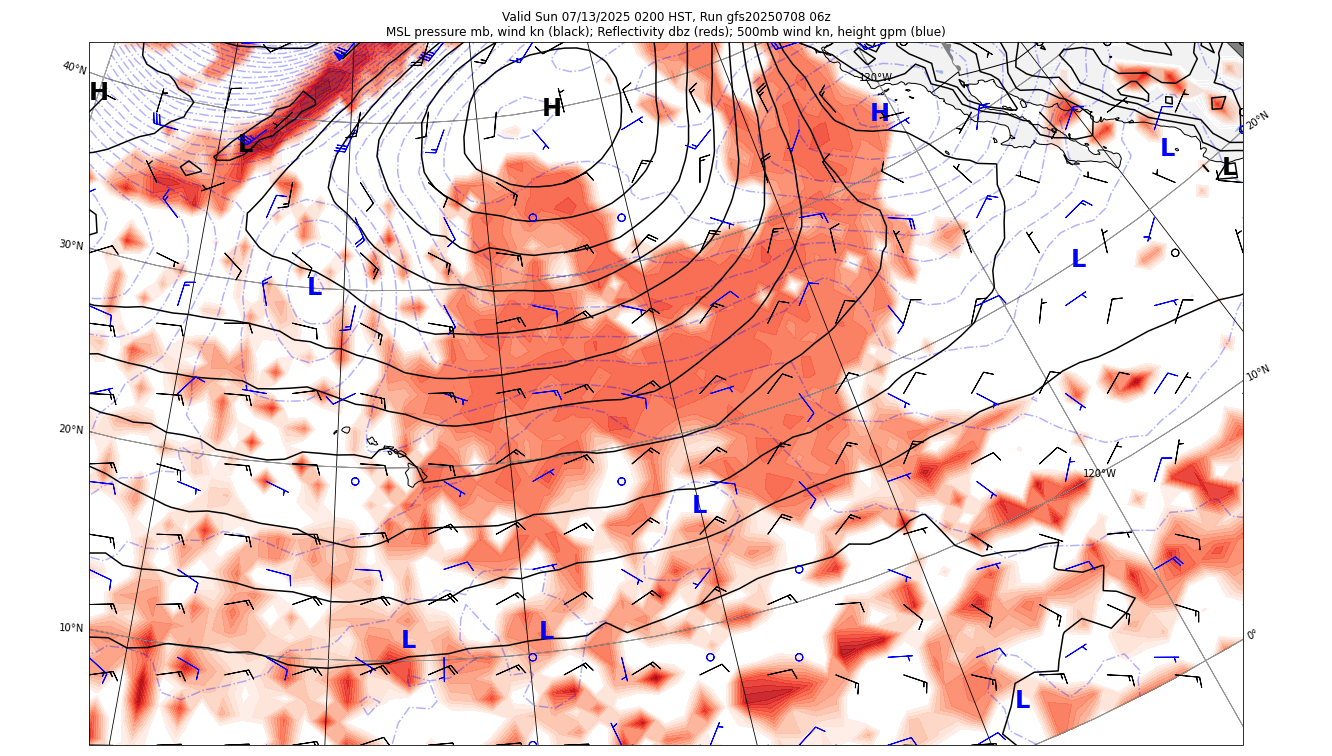 Valid Sun 07/13/2025 0200 HST, Run gfs20250708 06z
MSL pressure mb, wind kn (black); Reflectivity dbz (reds); 500mb wind kn, height gpm (blue)
40°N
120°W
H
H
H
20°N
L
L
L
30°N
L
L
10°N
20°N
120°W
L
10°N
L
L
0°
L